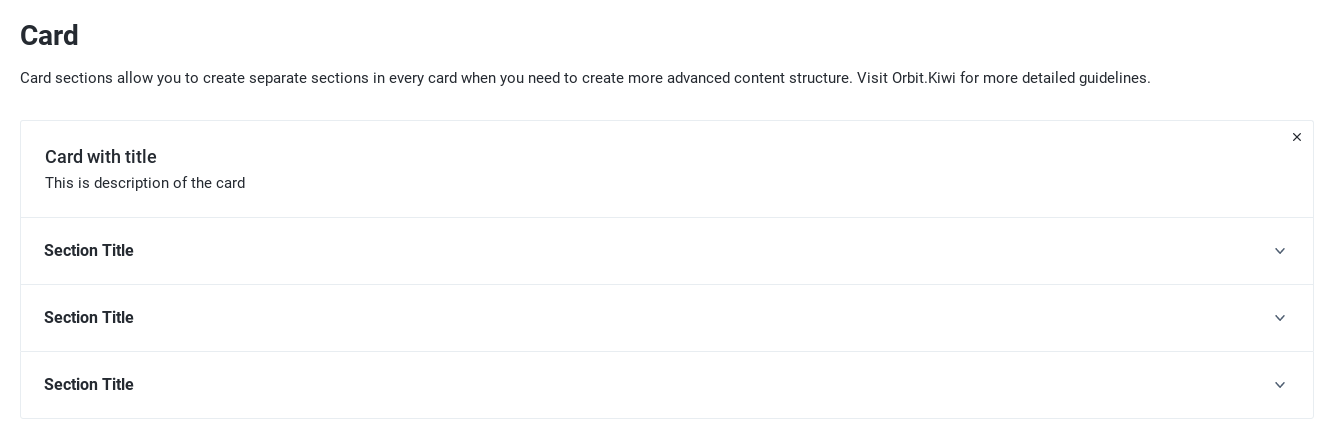 Card
Card sections allow you to create separate sections in every card when you need to create more advanced content structure. Visit Orbit.Kiwi for more detailed guidelines.
Card with title
This is description of the card
Section Title
Section Title
Section Title